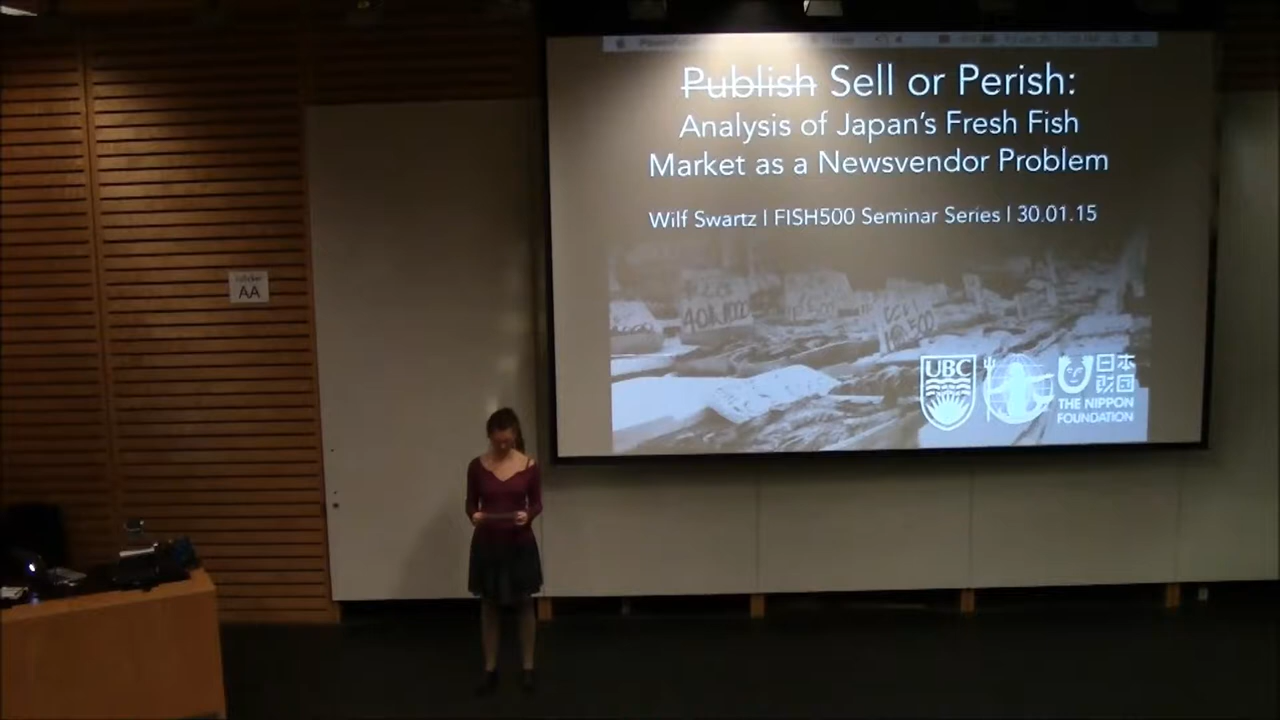 Publish Sell or Perish:
Analysis of Japan's Fresh Fish
Market as a Newsvendor Problem
Wilf Swartz | FISH500 Seminar Series | 30.01.15
UBC
日本
財団
THE NIPPON
FOUNDATION
AA